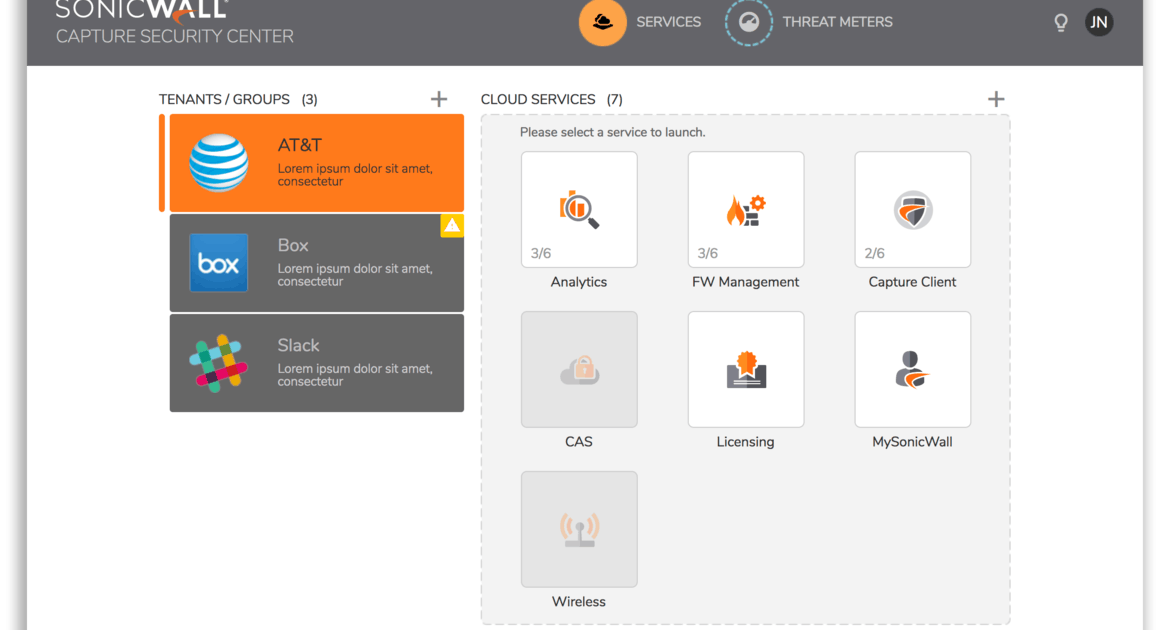 SONICWALL
CAPTURE SECURITY CENTER
SERVICES
THREAT METERS
JN
TENANTS / GROUPS (3)
AT&T
Lorem ipsum dolor sit amet,
consectetur
box
Box
Lorem ipsum dolor sit amet,
consectetur
Slack
Lorem ipsum dolor sit amet,
consectetur
CLOUD SERVICES (7)
Please select a service to launch.
3/6
Analytics
3/6
FW Management
2/6
Capture Client
CAS
Licensing
MySonicWall
Wireless